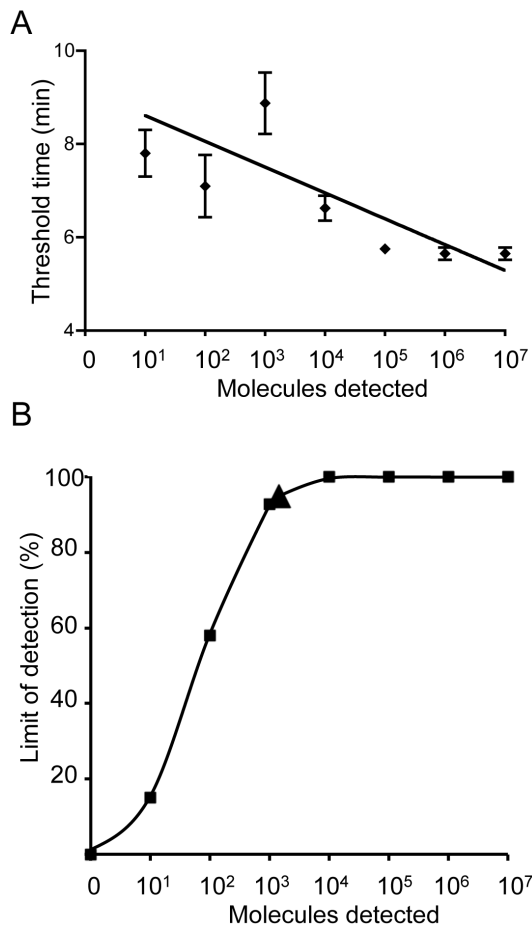 A
Threshold time (min)
10
8
6
4
0 10¹ 10² 10³ 10⁴ 10⁵ 10⁶ 10⁷
Molecules detected
B
Limit of detection (%)
100
80
60
40
20
0 10¹ 10² 10³ 10⁴ 10⁵ 10⁶ 10⁷
Molecules detected